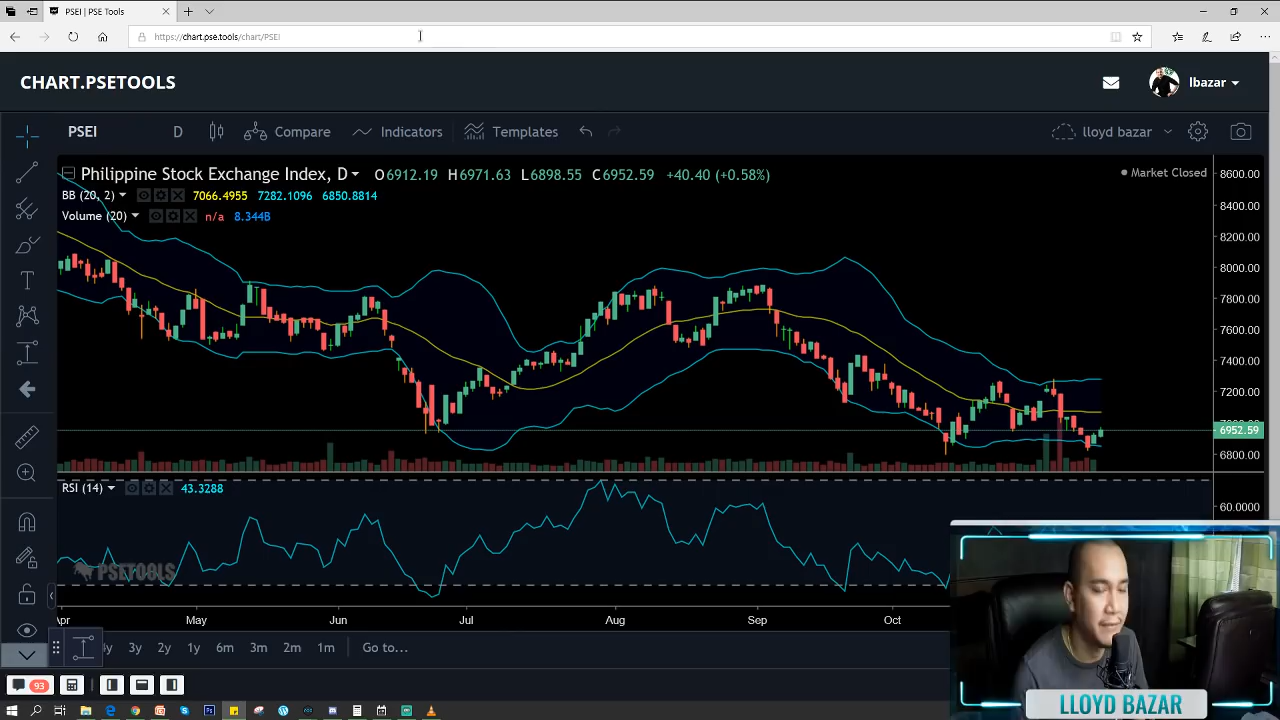 PSEI | PSE Tools
https://chart.pse.tools/chart/PSEI
CHART.PSETOOLS
lbazar
PSEI D Compare Indicators Templates lloyd bazar
Philippine Stock Exchange Index, D O6912.19 H6971.63 L6898.55 C6952.59 +40.40 (+0.58%)
Market Closed
BB (20, 2) 7066.4955 7282.1096 6850.8814
Volume (20) n/a 8.344B
8600.00
8400.00
8200.00
8000.00
7800.00
7600.00
7400.00
7200.00
6952.59
6800.00
RSI (14) 43.3288
60.0000
PSETOOLS
Apr May Jun Jul Aug Sep Oct
3y 2y 1y 6m 3m 2m 1m Go to...
93
LLOYD BAZAR